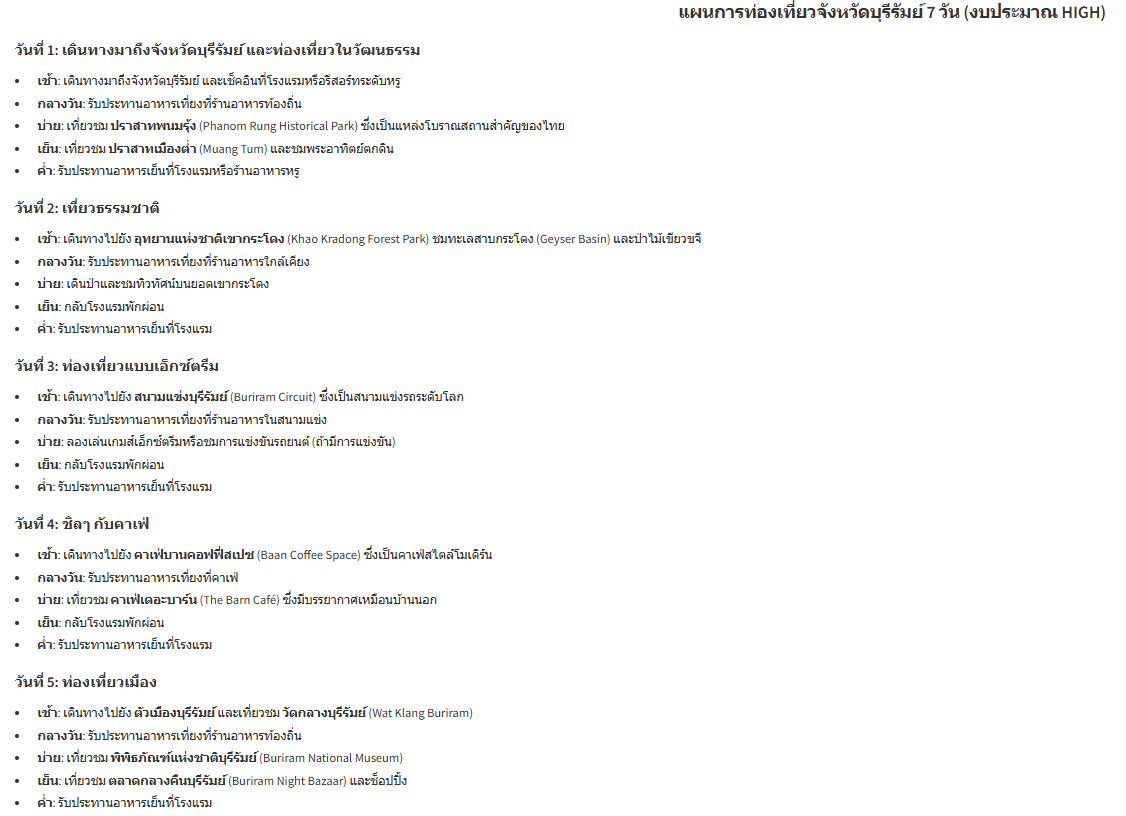 แผนการท่องเที่ยวจังหวัดบุรีรัมย์ 7 วัน (งบประมาณ HIGH)
วันที่ 1: เดินทางมาถึงจังหวัดบุรีรัมย์ และท่องเที่ยวในวัฒนธรรม
• เช้า: เดินทางมาถึงจังหวัดบุรีรัมย์ และเช็คอินที่โรงแรมหรือรีสอร์ทระดับหรู
• กลางวัน: รับประทานอาหารเที่ยงที่ร้านอาหารท้องถิ่น
• บ่าย: เที่ยวชม ปราสาทพนมรุ้ง (Phanom Rung Historical Park) ซึ่งเป็นแหล่งโบราณสถานสำคัญของไทย
• เย็น: เที่ยวชม ปราสาทเมืองต่ำ (Muang Tum) และชมพระอาทิตย์ตกดิน
• ค่ำ: รับประทานอาหารเย็นที่โรงแรมหรือร้านอาหารหรู
วันที่ 2: เที่ยวธรรมชาติ
• เช้า: เดินทางไปยัง อุทยานแห่งชาติเขากระโดง (Khao Kradong Forest Park) ชมทะเลสาบกระโดง (Geyser Basin) และป่าไม้เขียวขจี
• กลางวัน: รับประทานอาหารเที่ยงที่ร้านอาหารใกล้เคียง
• บ่าย: เดินป่าและชมทิวทัศน์บนยอดเขากระโดง
• เย็น: กลับโรงแรมพักผ่อน
• ค่ำ: รับประทานอาหารเย็นที่โรงแรม
วันที่ 3: ท่องเที่ยวแบบเอ็กซ์ตรีม
• เช้า: เดินทางไปยัง สนามแข่งบุรีรัมย์ (Buriram Circuit) ซึ่งเป็นสนามแข่งรถระดับโลก
• กลางวัน: รับประทานอาหารเที่ยงที่ร้านอาหารในสนามแข่ง
• บ่าย: ลองเล่นเกมส์เอ็กซ์ตรีมหรือชมการแข่งขันรถยนต์ (ถ้ามีการแข่งขัน)
• เย็น: กลับโรงแรมพักผ่อน
• ค่ำ: รับประทานอาหารเย็นที่โรงแรม
วันที่ 4: ชิลๆ กับคาเฟ่
• เช้า: เดินทางไปยัง คาเฟ่บานคอฟฟี่สเปซ (Baan Coffee Space) ซึ่งเป็นคาเฟ่สไตล์โมเดิร์น
• กลางวัน: รับประทานอาหารเที่ยงที่คาเฟ่
• บ่าย: เที่ยวชม คาเฟ่เดอะบาร์น (The Barn Café) ซึ่งมีบรรยากาศเหมือนบ้านนอก
• เย็น: กลับโรงแรมพักผ่อน
• ค่ำ: รับประทานอาหารเย็นที่โรงแรม
วันที่ 5: ท่องเที่ยวเมือง
• เช้า: เดินทางไปยัง ตัวเมืองบุรีรัมย์ และเที่ยวชม วัดกลางบุรีรัมย์ (Wat Klang Buriram)
• กลางวัน: รับประทานอาหารเที่ยงที่ร้านอาหารท้องถิ่น
• บ่าย: เที่ยวชม พิพิธภัณฑ์แห่งชาติบุรีรัมย์ (Buriram National Museum)
• เย็น: เที่ยวชม ตลาดกลางคืนบุรีรัมย์ (Buriram Night Bazaar) และช็อปปิ้ง
• ค่ำ: รับประทานอาหารเย็นที่โรงแรม